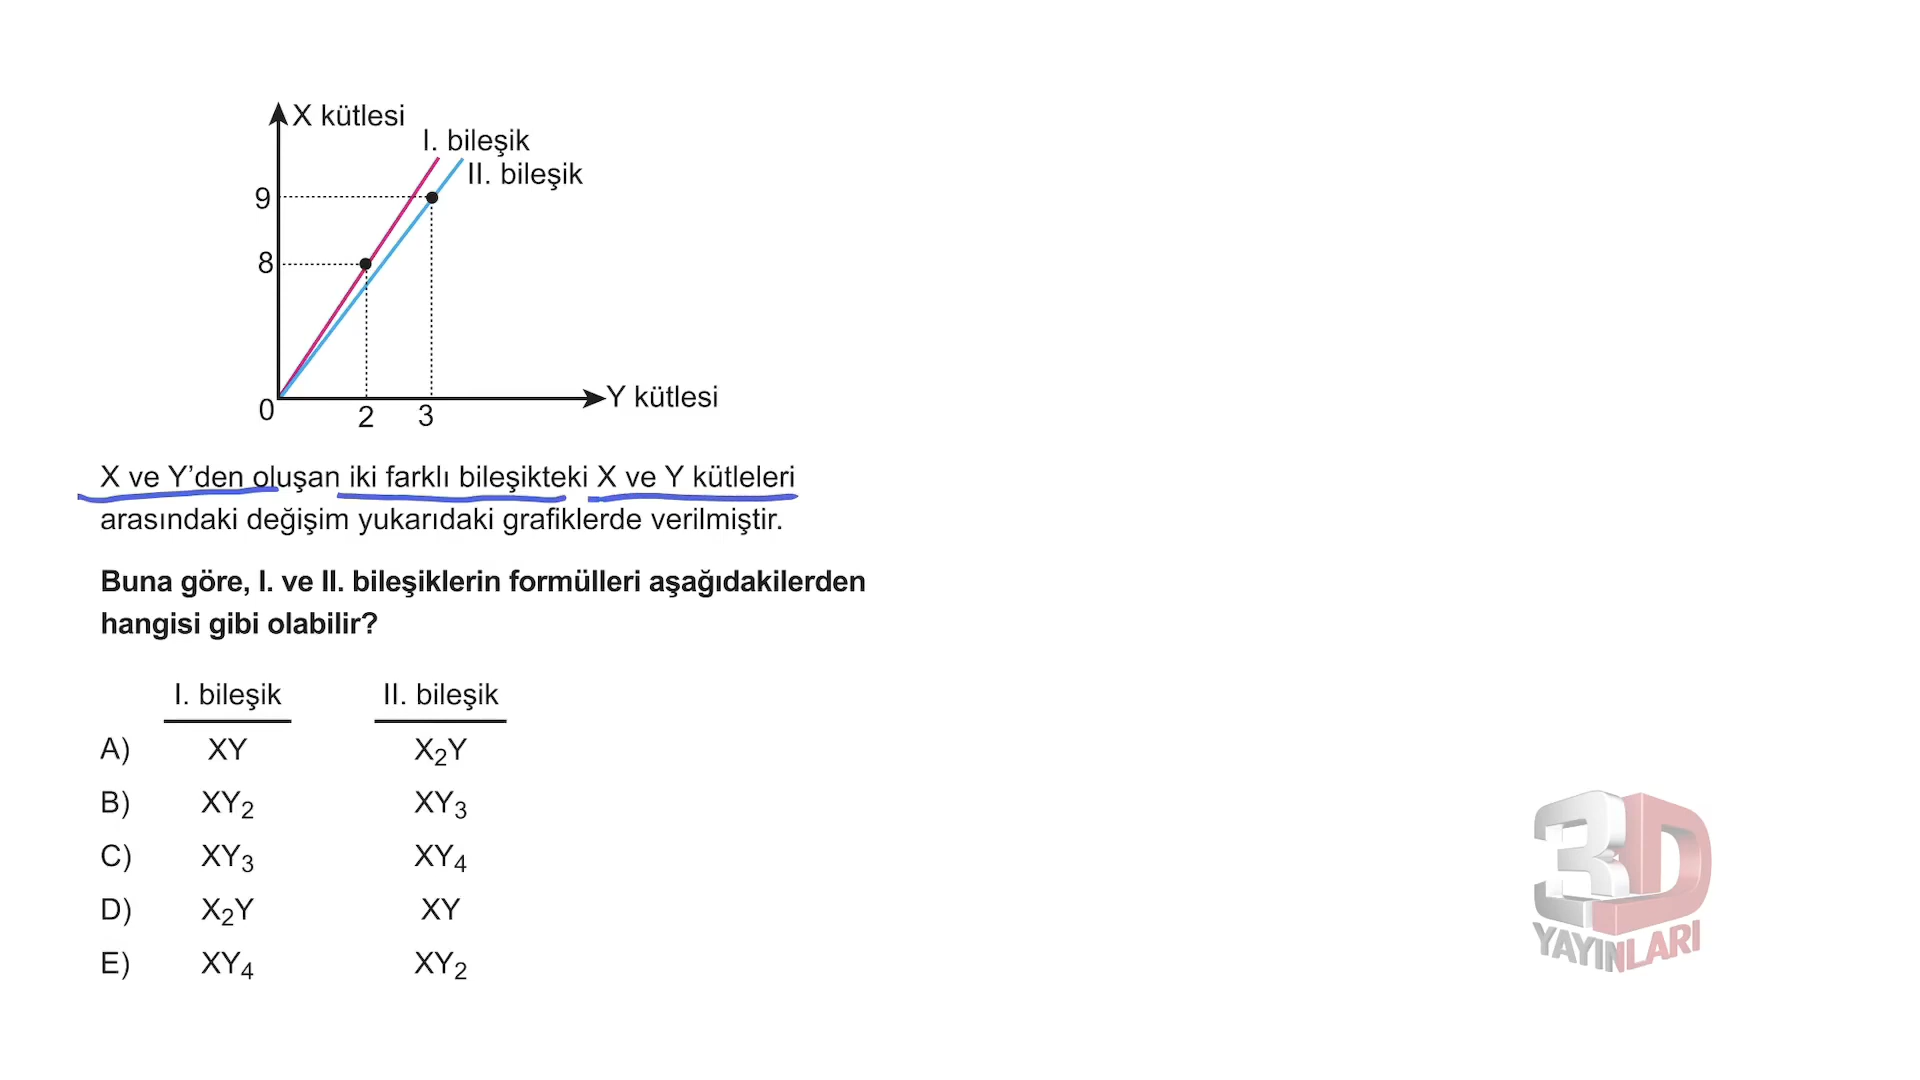 X kütlesi
I. bileşik
II. bileşik
9
8
0
2
3
Y kütlesi
X ve Y’den oluşan iki farklı bileşikteki X ve Y kütleleri
arasındaki değişim yukarıdaki grafiklerde verilmiştir.
Buna göre, I. ve II. bileşiklerin formülleri aşağıdakilerden
hangisi gibi olabilir?
I. bileşik II. bileşik
A) XY X₂Y
B) XY₂ XY₃
C) XY₃ XY₄
D) X₂Y XY
E) XY₄ XY₂
3D
YAYINLARI